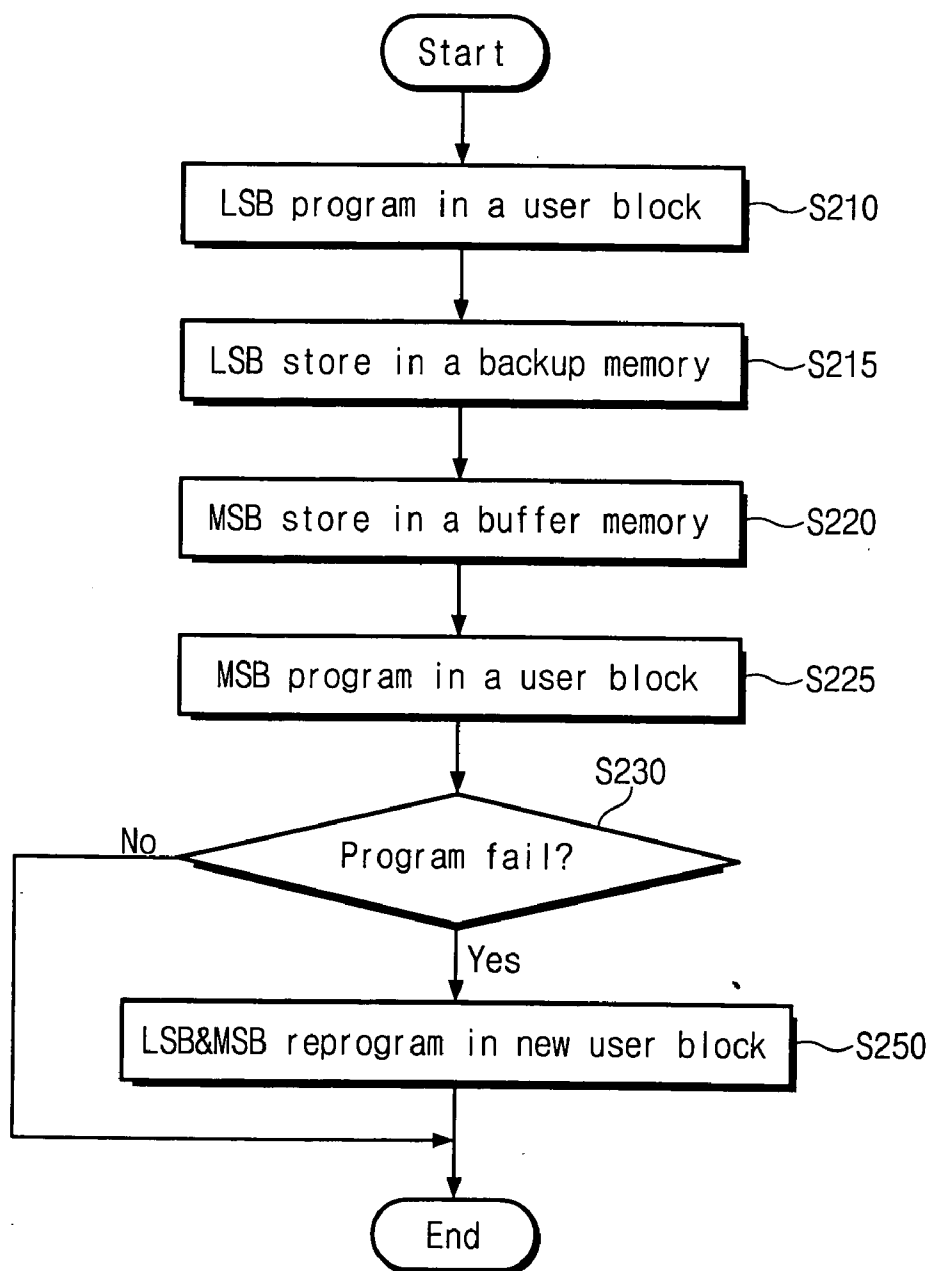 Start
LSB program in a user block
S210
LSB store in a backup memory
S215
MSB store in a buffer memory
S220
MSB program in a user block
S225
S230
Program fail?
No
Yes
LSB&MSB reprogram in new user block
S250
End